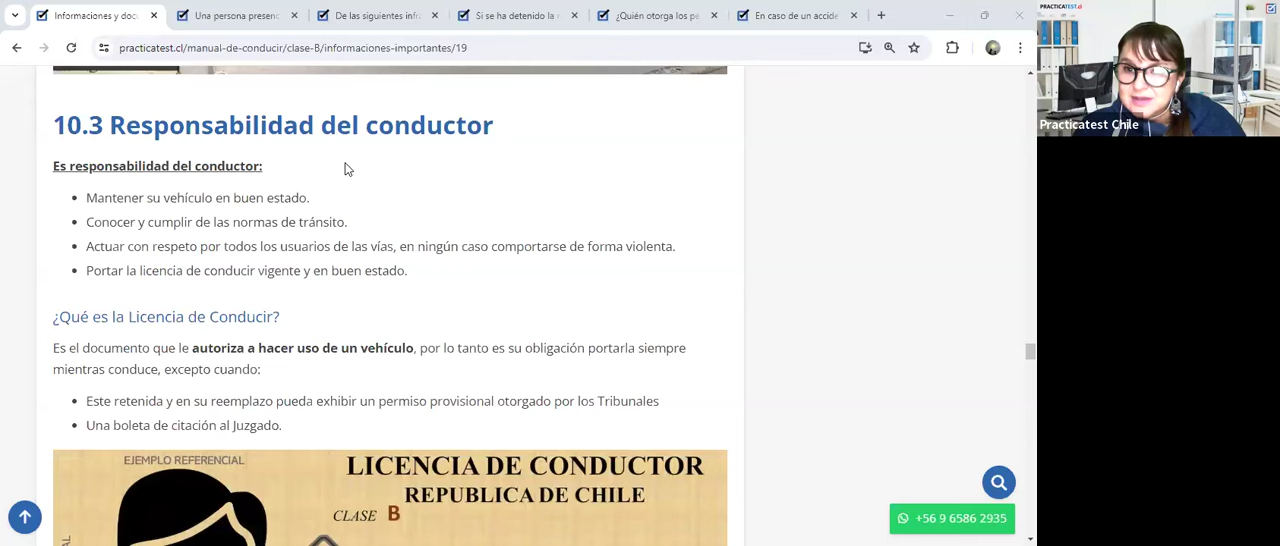 Informaciones y doc
Una persona presenc
De las siguientes infra
Si se ha detenido la r
¿Quién otorga los pe
En caso de un accide
practicatest.cl/manual-de-conducir/clase-B/informaciones-importantes/19
PRACTICATEST.cl
Practicatest Chile
10.3 Responsabilidad del conductor
Es responsabilidad del conductor:
• Mantener su vehículo en buen estado.
• Conocer y cumplir de las normas de tránsito.
• Actuar con respeto por todos los usuarios de las vías, en ningún caso comportarse de forma violenta.
• Portar la licencia de conducir vigente y en buen estado.
¿Qué es la Licencia de Conducir?
Es el documento que le autoriza a hacer uso de un vehículo, por lo tanto es su obligación portarla siempre
mientras conduce, excepto cuando:
• Este retenida y en su reemplazo pueda exhibir un permiso provisional otorgado por los Tribunales
• Una boleta de citación al Juzgado.
EJEMPLO REFERENCIAL
LICENCIA DE CONDUCTOR
REPUBLICA DE CHILE
CLASE B
+56 9 6586 2935